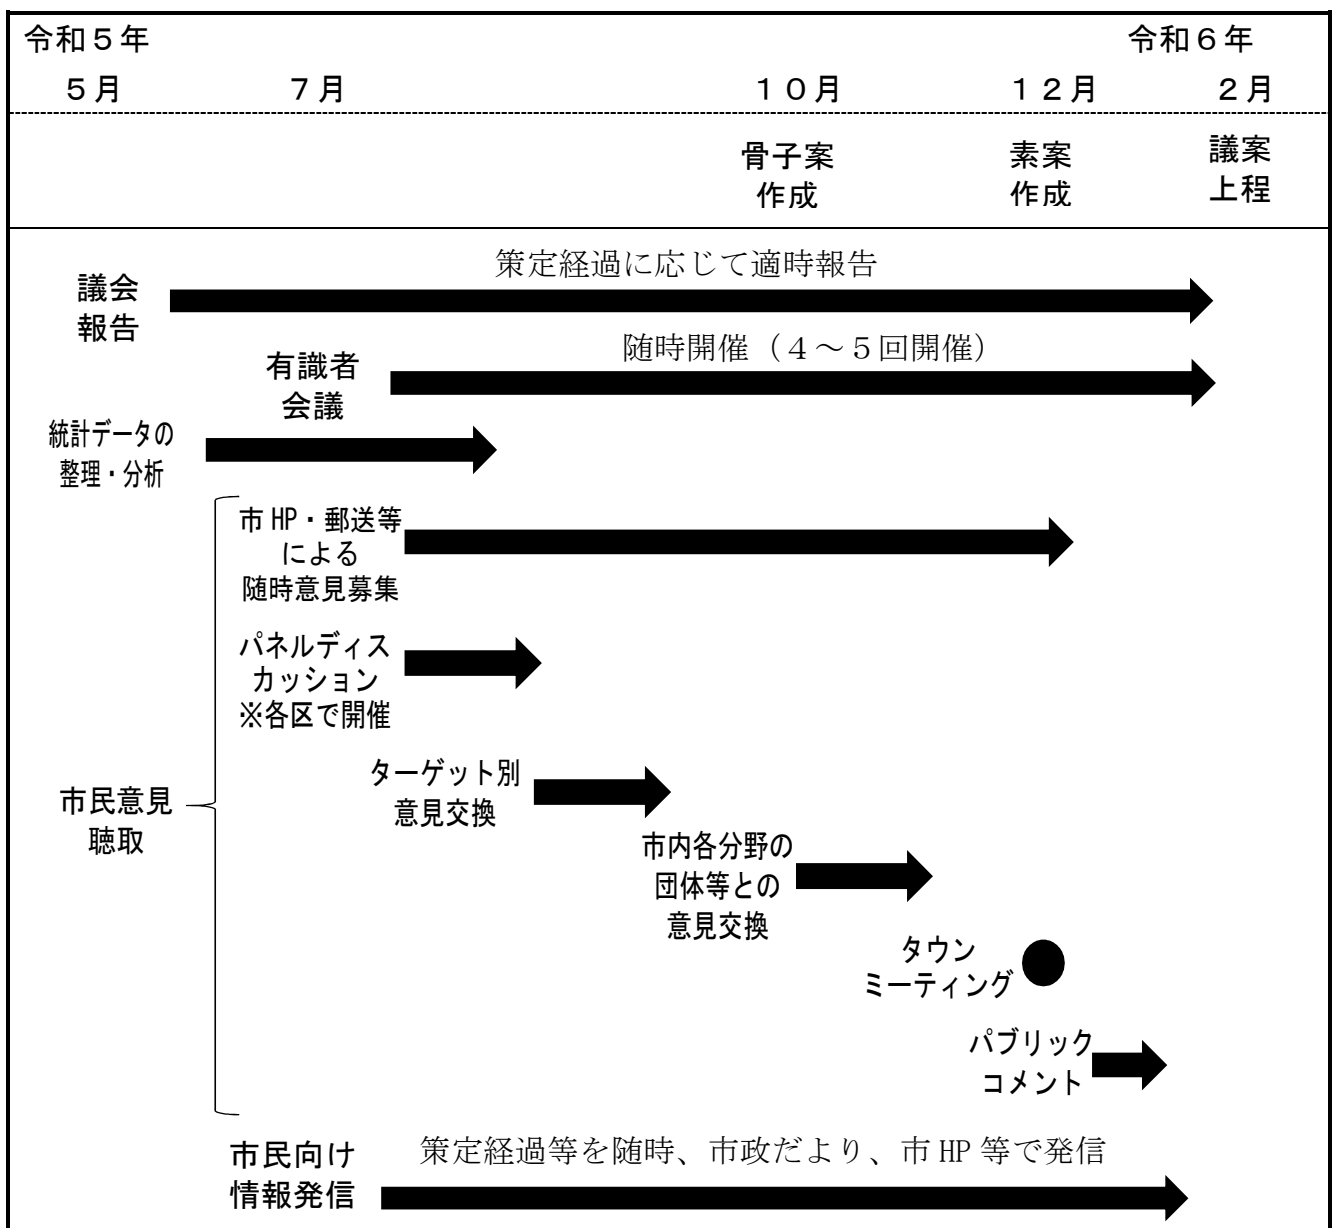 令和５年
令和６年
５月
７月
１０月
１２月
２月
骨子案
作成
素案
作成
議案
上程
策定経過に応じて適時報告
議会
報告
随時開催（４～５回開催）
有識者
会議
統計データの
整理・分析
市 HP・郵送等
による
随時意見募集
パネルディス
カッション
※各区で開催
ターゲット別
意見交換
市民意見
聴取
市内各分野の
団体等との
意見交換
タウン
ミーティング
パブリック
コメント
市民向け
情報発信
策定経過等を随時、市政だより、市 HP 等で発信